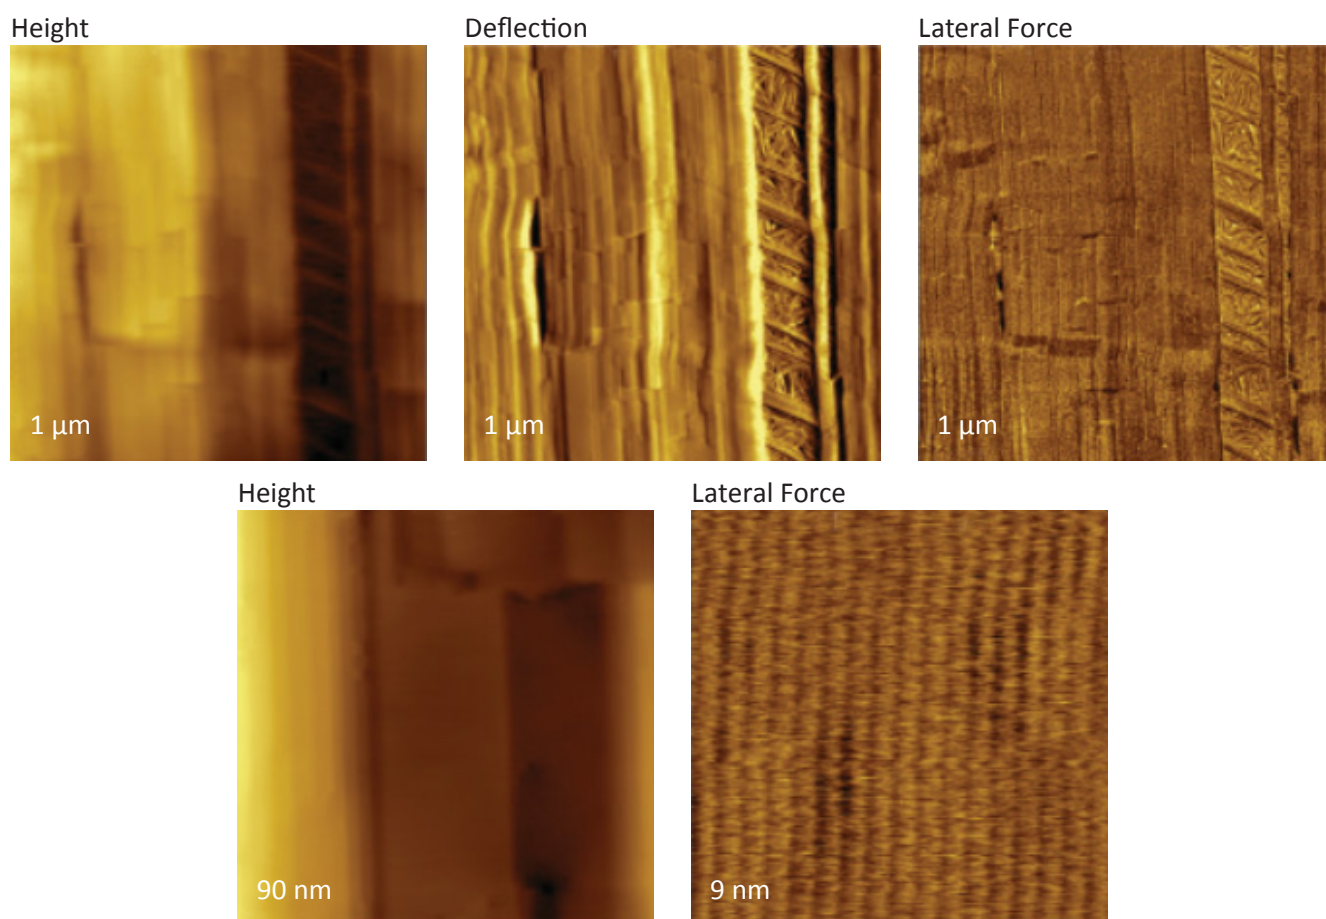 Height
Deflection
Lateral Force
1 µm
1 µm
1 µm
Height
Lateral Force
90 nm
9 nm